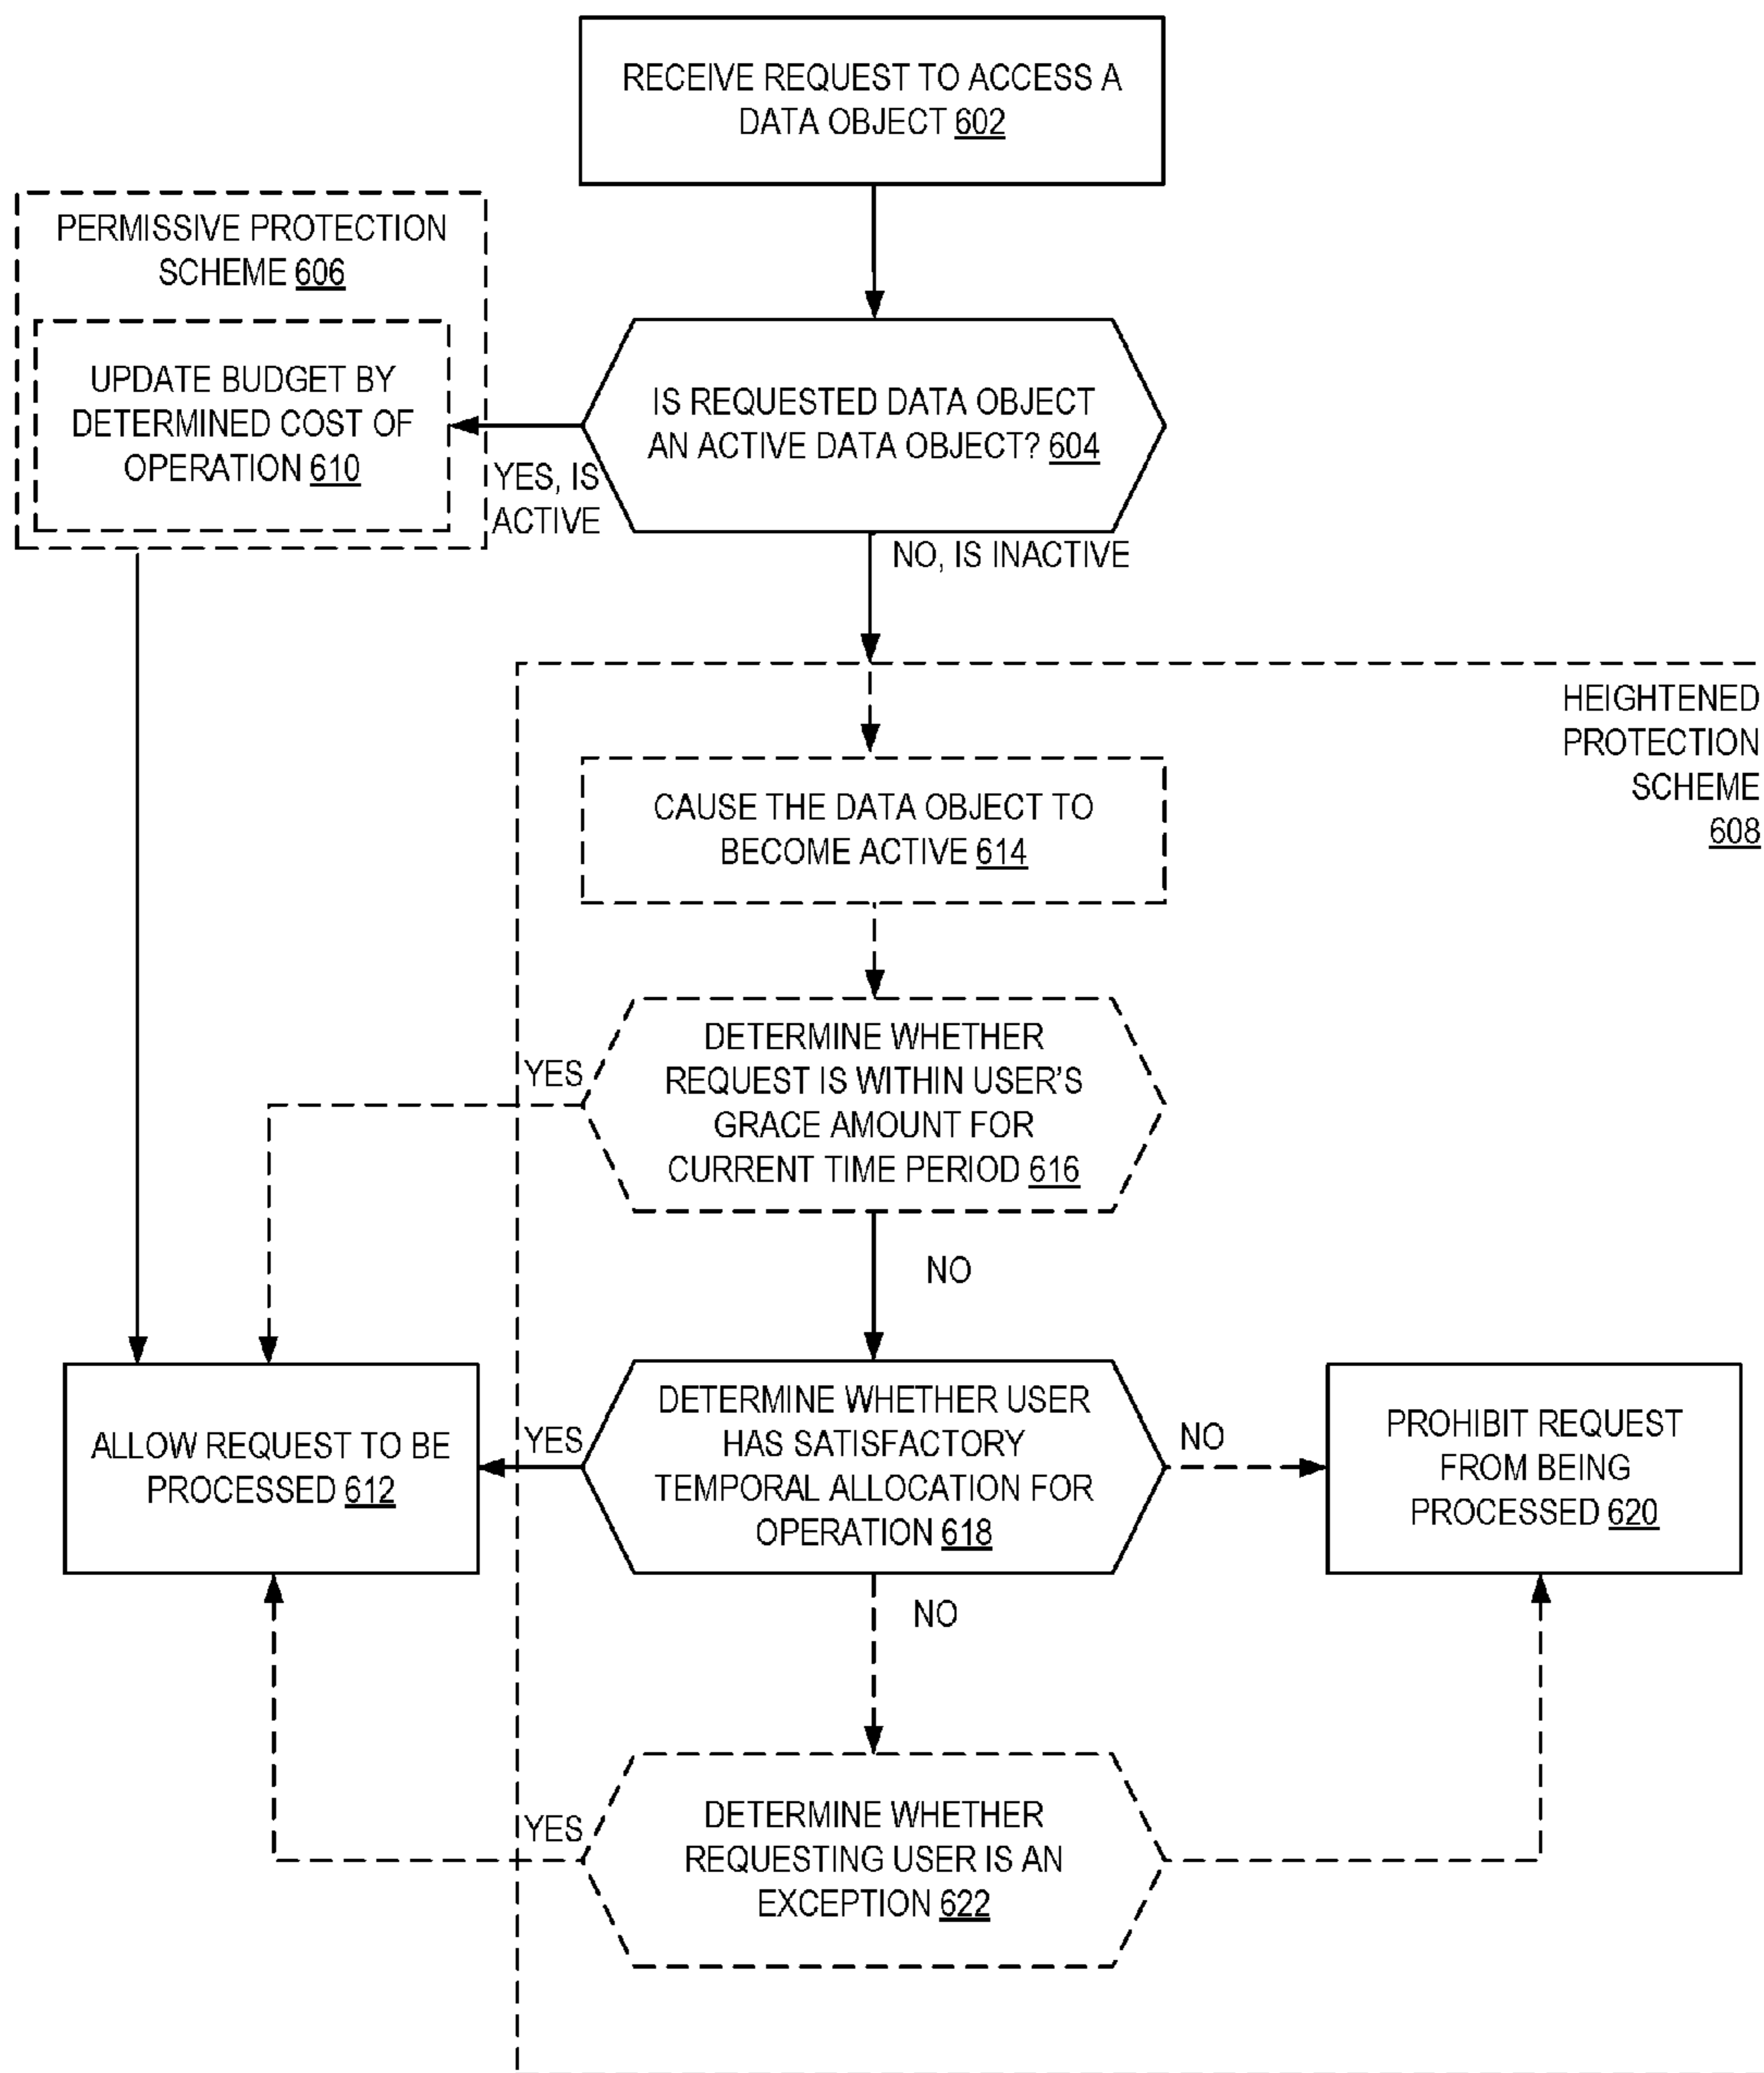 RECEIVE REQUEST TO ACCESS A
DATA OBJECT 602
PERMISSIVE PROTECTION
SCHEME 606
UPDATE BUDGET BY
DETERMINED COST OF
OPERATION 610
IS REQUESTED DATA OBJECT
AN ACTIVE DATA OBJECT? 604
YES, IS
ACTIVE
NO, IS INACTIVE
HEIGHTENED
PROTECTION
SCHEME
608
CAUSE THE DATA OBJECT TO
BECOME ACTIVE 614
DETERMINE WHETHER
REQUEST IS WITHIN USER'S
GRACE AMOUNT FOR
CURRENT TIME PERIOD 616
YES
NO
ALLOW REQUEST TO BE
PROCESSED 612
YES
DETERMINE WHETHER USER
HAS SATISFACTORY
TEMPORAL ALLOCATION FOR
OPERATION 618
NO
PROHIBIT REQUEST
FROM BEING
PROCESSED 620
NO
YES
DETERMINE WHETHER
REQUESTING USER IS AN
EXCEPTION 622